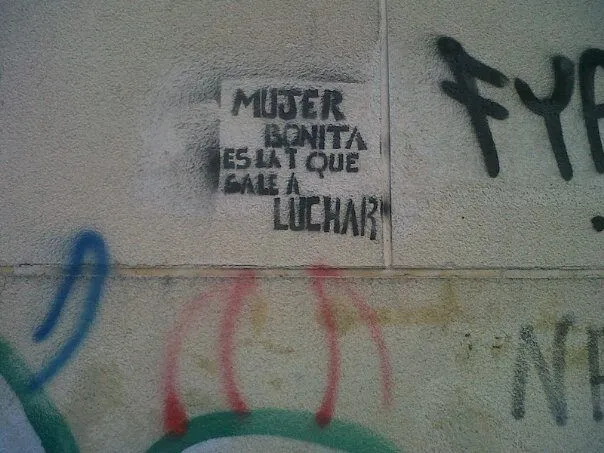 MUJER
BONITA
ES LA T QUE
SALE A
LUCHAR